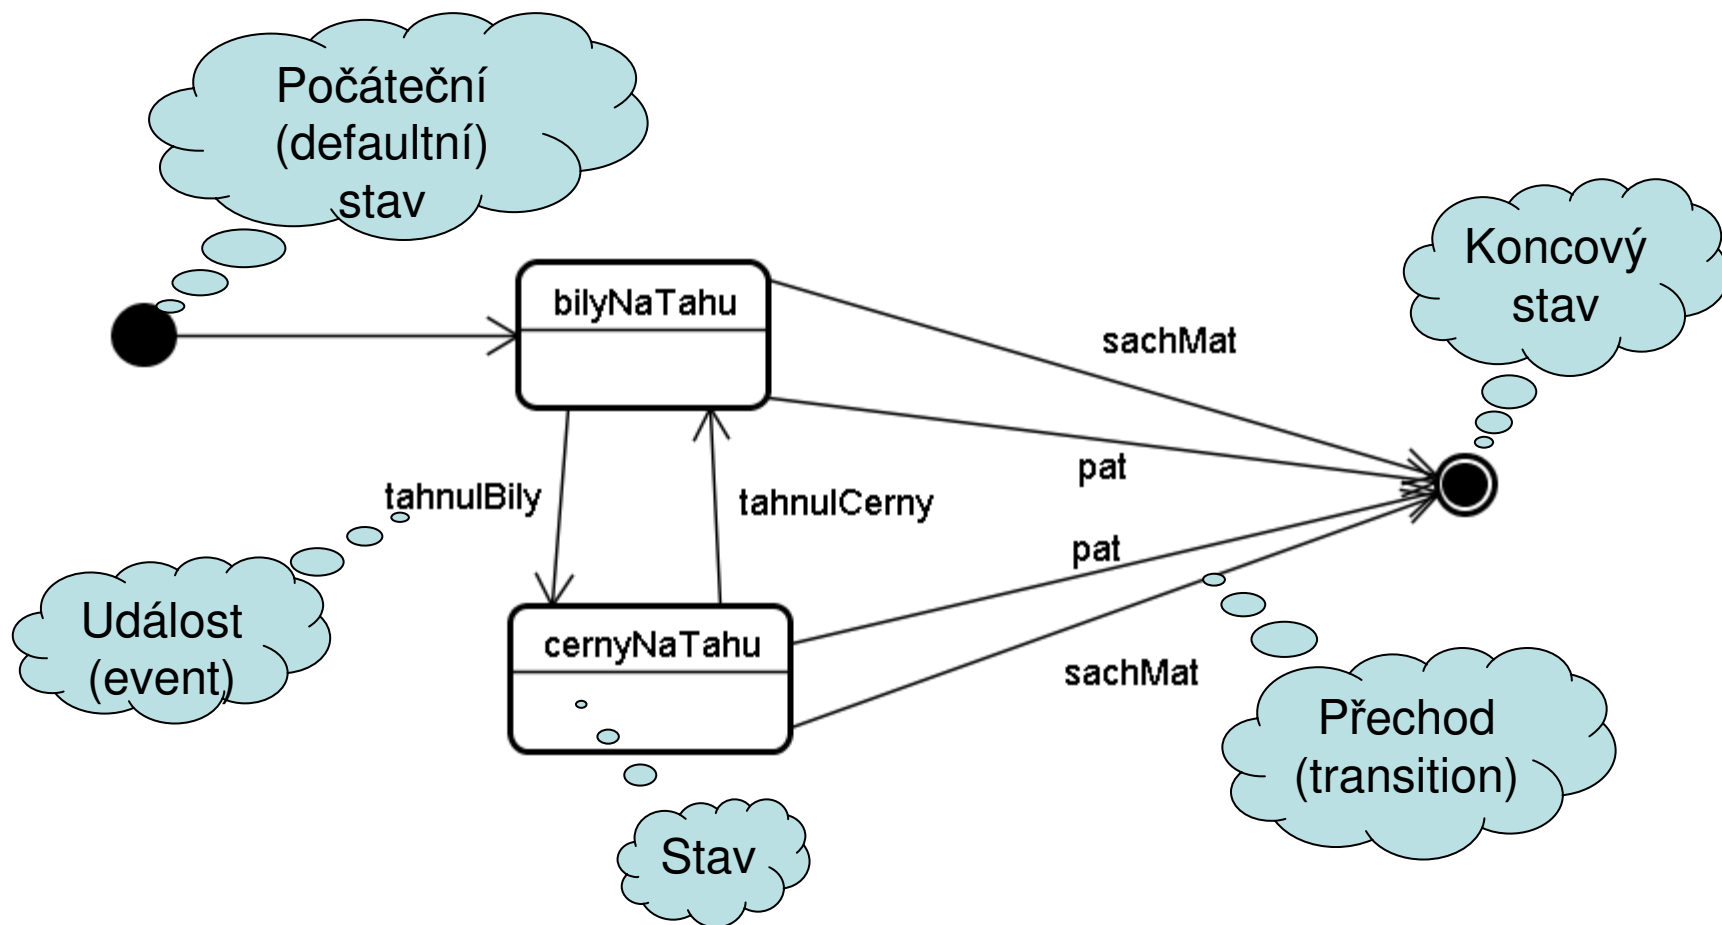 Počáteční
(defaultní)
stav
Koncový
stav
bilyNaTahu
sachMat
pat
tahnulBily
tahnulCerny
pat
Událost
(event)
cernyNaTahu
sachMat
Přechod
(transition)
Stav